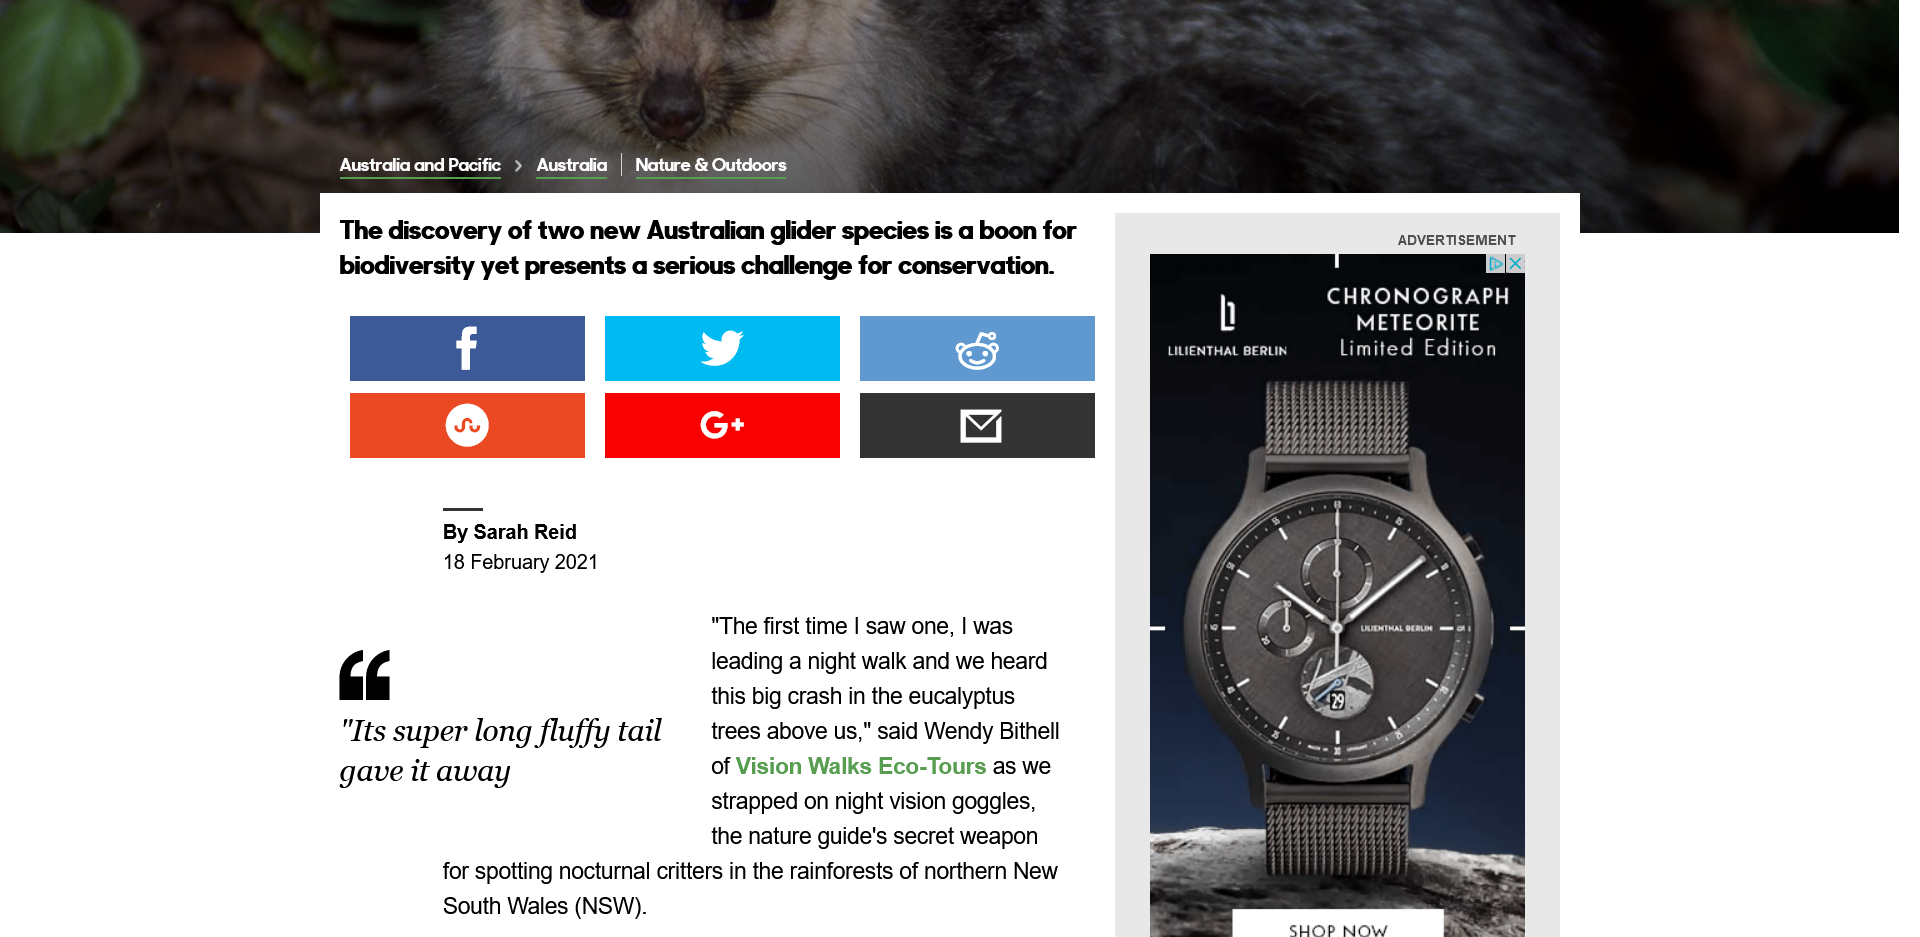 Australia and Pacific > Australia | Nature & Outdoors
The discovery of two new Australian glider species is a boon for
biodiversity yet presents a serious challenge for conservation.
By Sarah Reid
18 February 2021
"Its super long fluffy tail
gave it away
"The first time I saw one, I was
leading a night walk and we heard
this big crash in the eucalyptus
trees above us," said Wendy Bithell
of Vision Walks Eco-Tours as we
strapped on night vision goggles,
the nature guide's secret weapon
for spotting nocturnal critters in the rainforests of northern New
South Wales (NSW).
ADVERTISEMENT
LILIENTHAL BERLIN
CHRONOGRAPH
METEORITE
Limited Edition
60
LILIENTHAL BERLIN
29
30
SHOP NOW